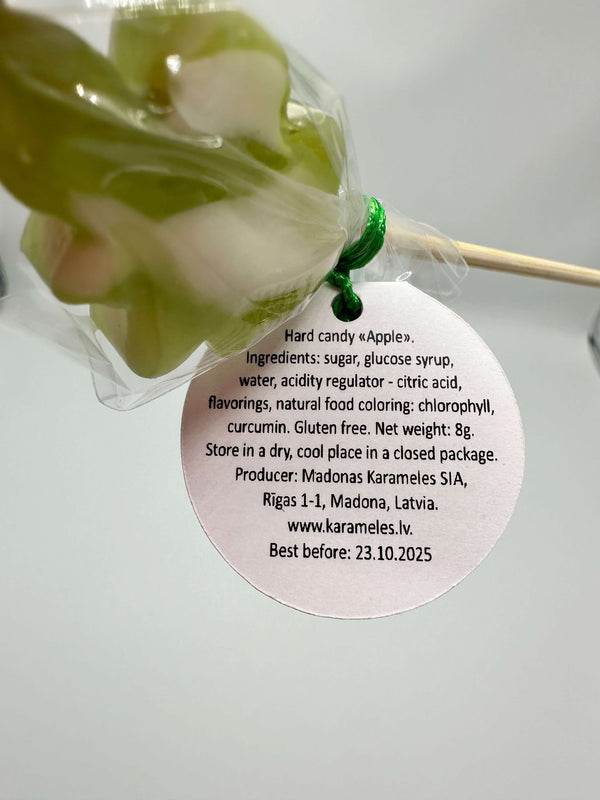 Hard candy «Apple».
Ingredients: sugar, glucose syrup,
water, acidity regulator - citric acid,
flavorings, natural food coloring: chlorophyll,
curcumin. Gluten free. Net weight: 8g.
Store in a dry, cool place in a closed package.
Producer: Madonas Karameles SIA,
Rīgas 1-1, Madona, Latvia.
www.karameles.lv.
Best before: 23.10.2025